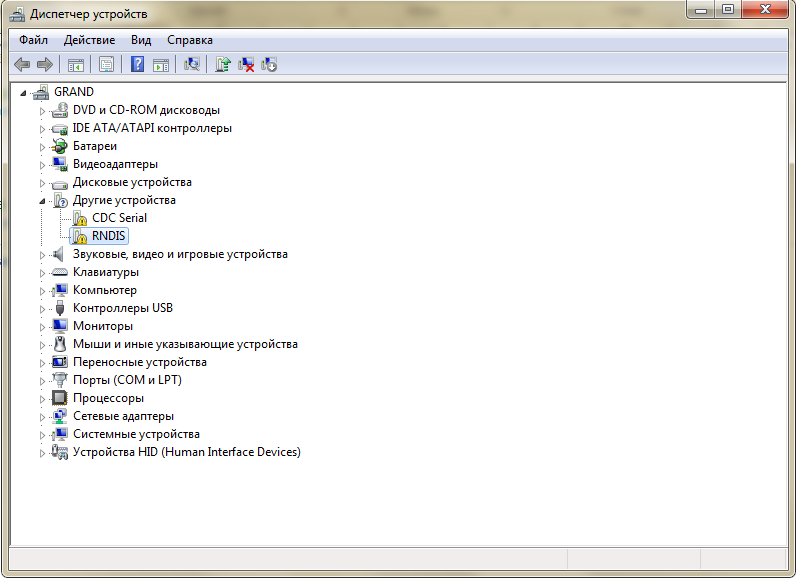 Диспетчер устройств
Файл Действие Вид Справка
GRAND
DVD и CD-ROM дисководы
IDE ATA/ATAPI контроллеры
Батареи
Видеоадаптеры
Дисковые устройства
Другие устройства
CDC Serial
RNDIS
Звуковые, видео и игровые устройства
Клавиатуры
Компьютер
Контроллеры USB
Мониторы
Мыши и иные указывающие устройства
Переносные устройства
Порты (COM и LPT)
Процессоры
Сетевые адаптеры
Системные устройства
Устройства HID (Human Interface Devices)